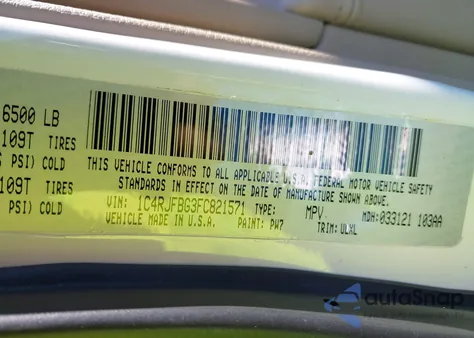 6500 LB
109T TIRES
PSI) COLD
109T TIRES
PSI) COLD
THIS VEHICLE CONFORMS TO ALL APPLICABLE U.S.A. FEDERAL MOTOR VEHICLE SAFETY
STANDARDS IN EFFECT ON THE DATE OF MANUFACTURE SHOWN ABOVE.
VIN: 1C4RJFBG3FC821571 TYPE: MPV MDH: 033121 103AA
VEHICLE MADE IN U.S.A. PAINT: PW7 TRIM: ULXL
autoSnap